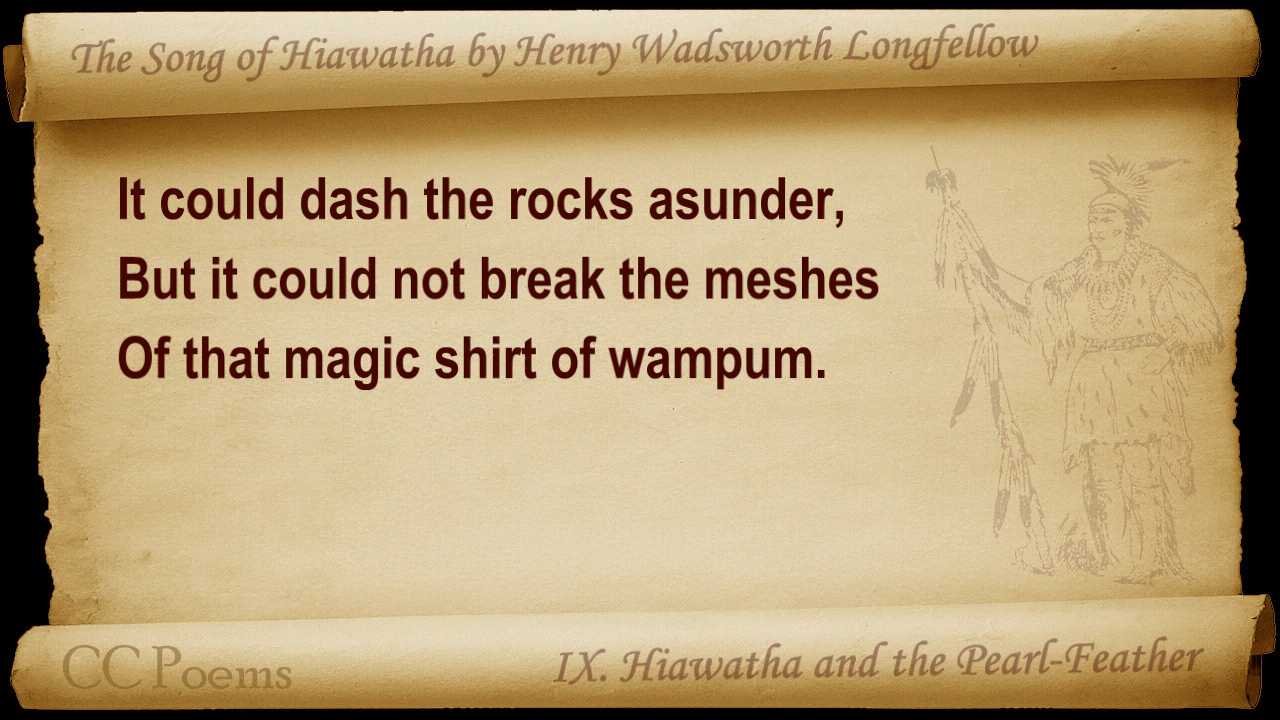 The Song of Hiawatha by Henry Wadsworth Longfellow
It could dash the rocks asunder,
But it could not break the meshes
Of that magic shirt of wampum.
CC Poems
IX. Hiawatha and the Pearl-Feather